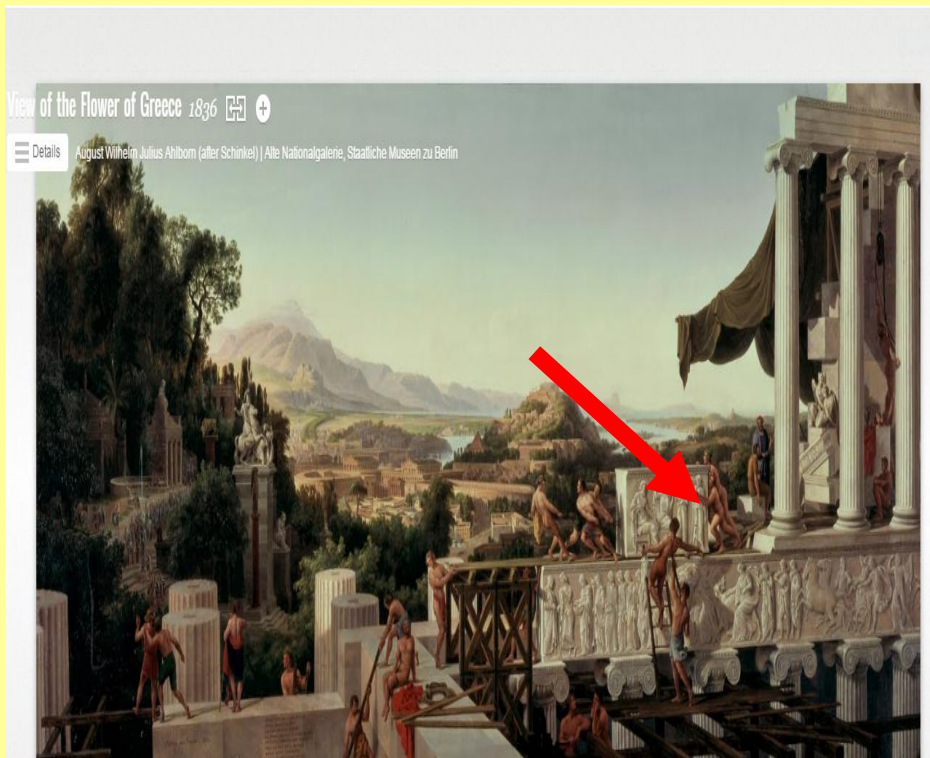 View of the Flower of Greece 1836
Details
August Wilhelm Julius Ahlborn (after Schinkel) | Alte Nationalgalerie, Staatliche Museen zu Berlin